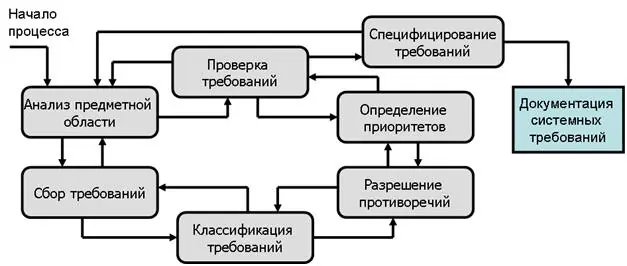 Начало
процесса
Специфицирование
требований
Проверка
требований
Анализ предметной
области
Определение
приоритетов
Документация
системных
требований
Сбор требований
Разрешение
противоречий
Классификация
требований